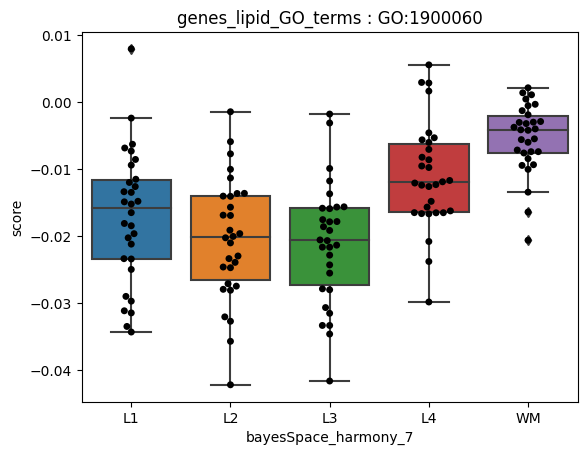 genes_lipid_GO_terms : GO:1900060
0.01
0.00
−0.01
−0.02
−0.03
−0.04
score
L1 L2 L3 L4 WM
bayesSpace_harmony_7